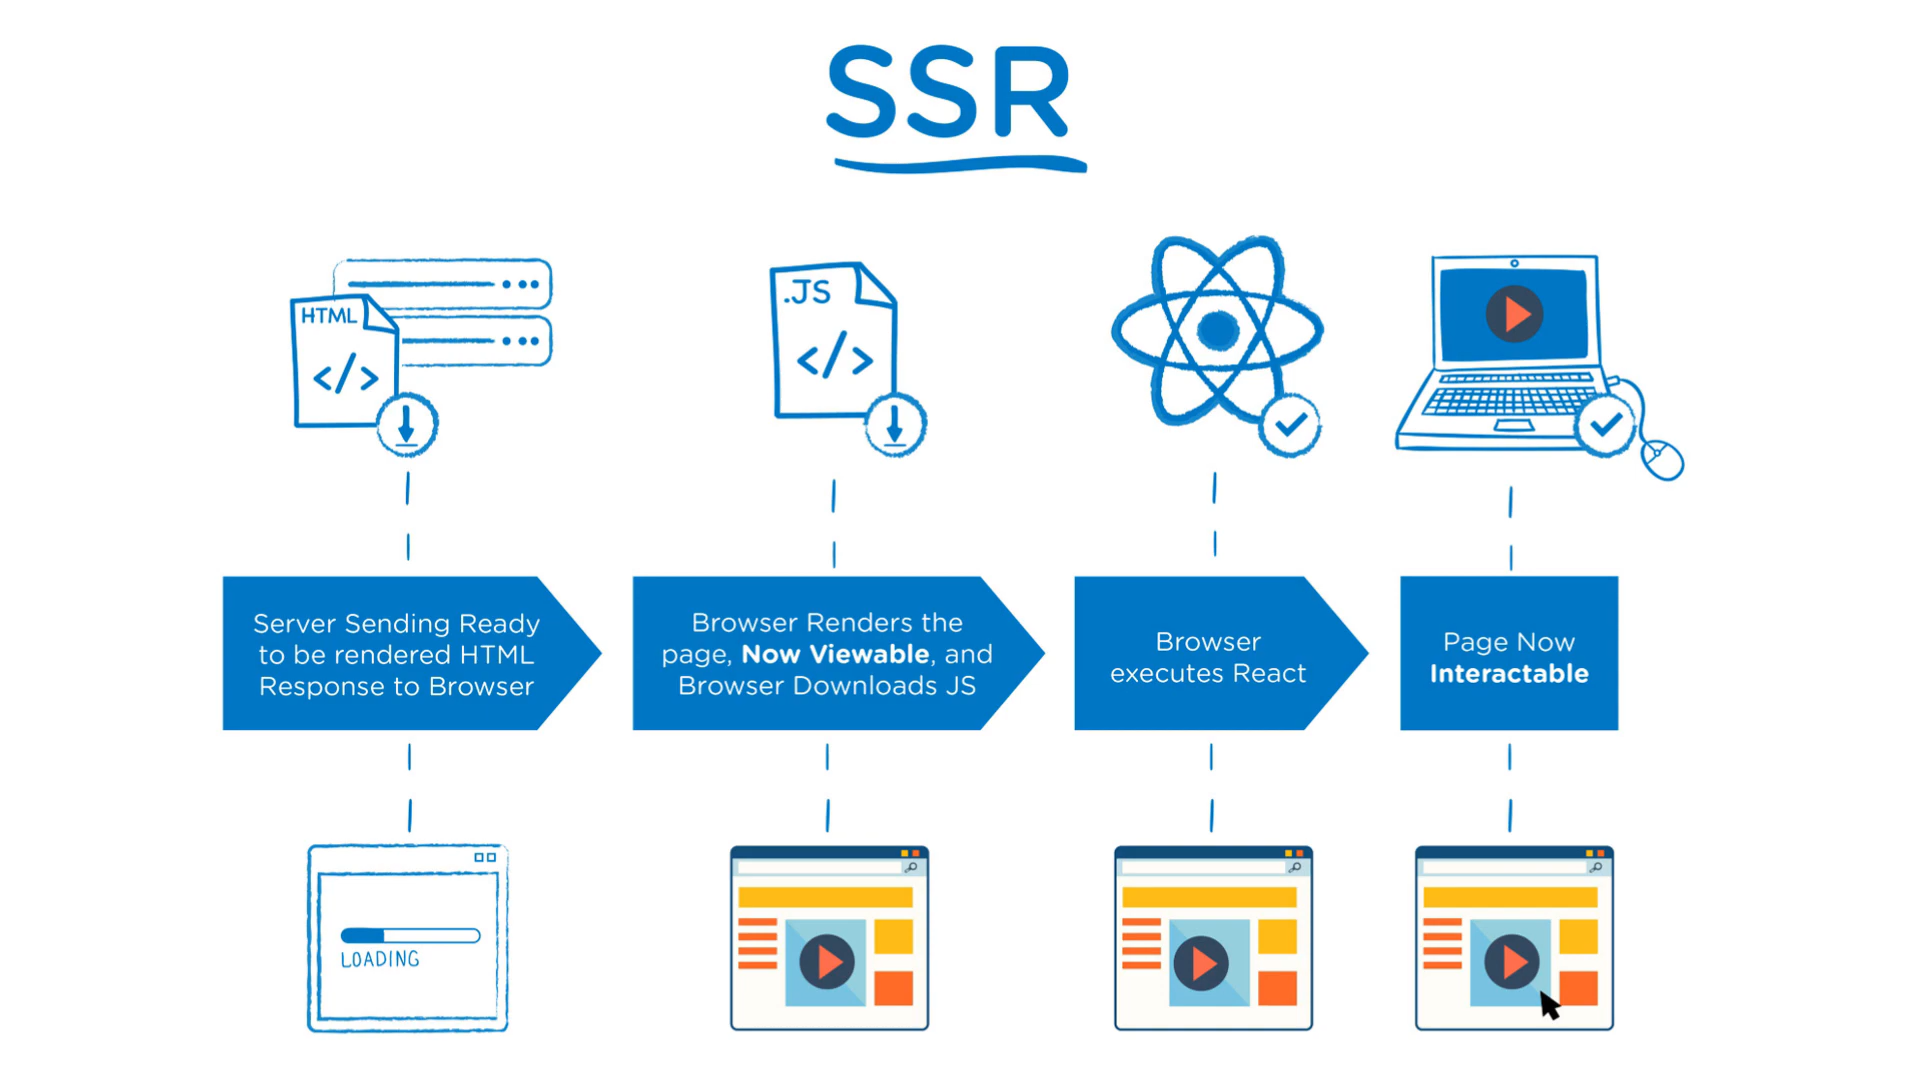 SSR
HTML
</>
.JS
</>
Server Sending Ready
to be rendered HTML
Response to Browser
Browser Renders the
page, Now Viewable, and
Browser Downloads JS
Browser
executes React
Page Now
Interactable
LOADING